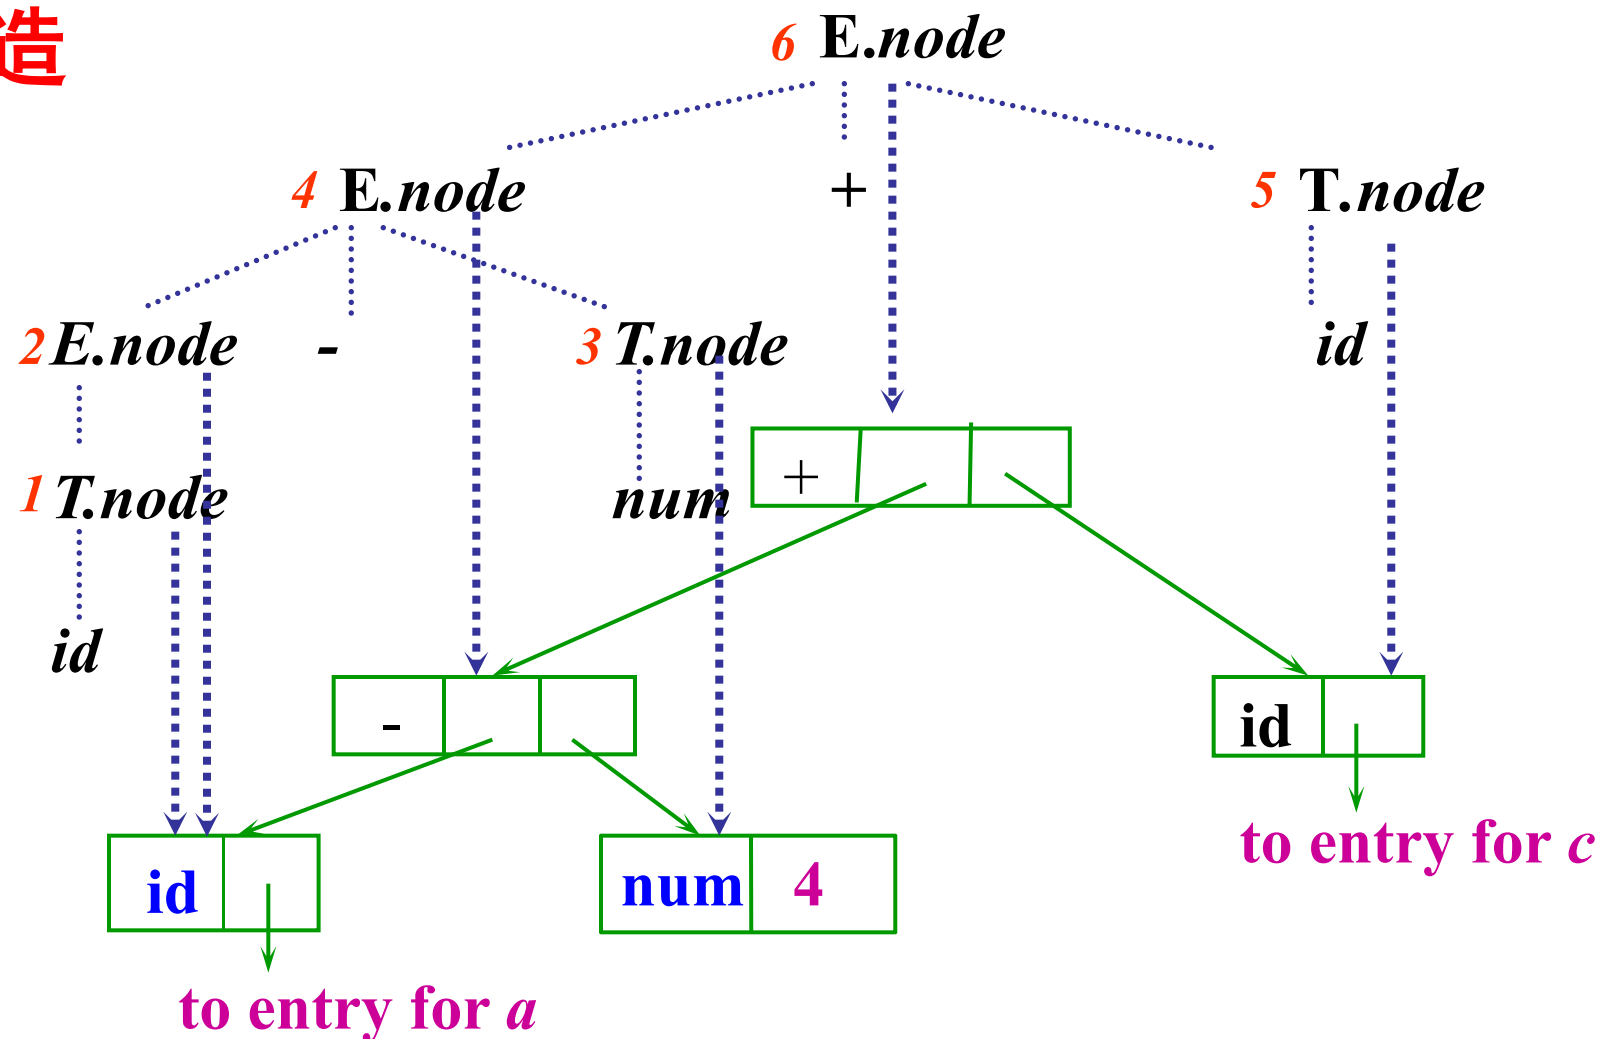 造
6 E.node
4 E.node + 5 T.node
2 E.node - 3 T.node id
1 T.node num +
id
- id
id num 4 to entry for c
to entry for a